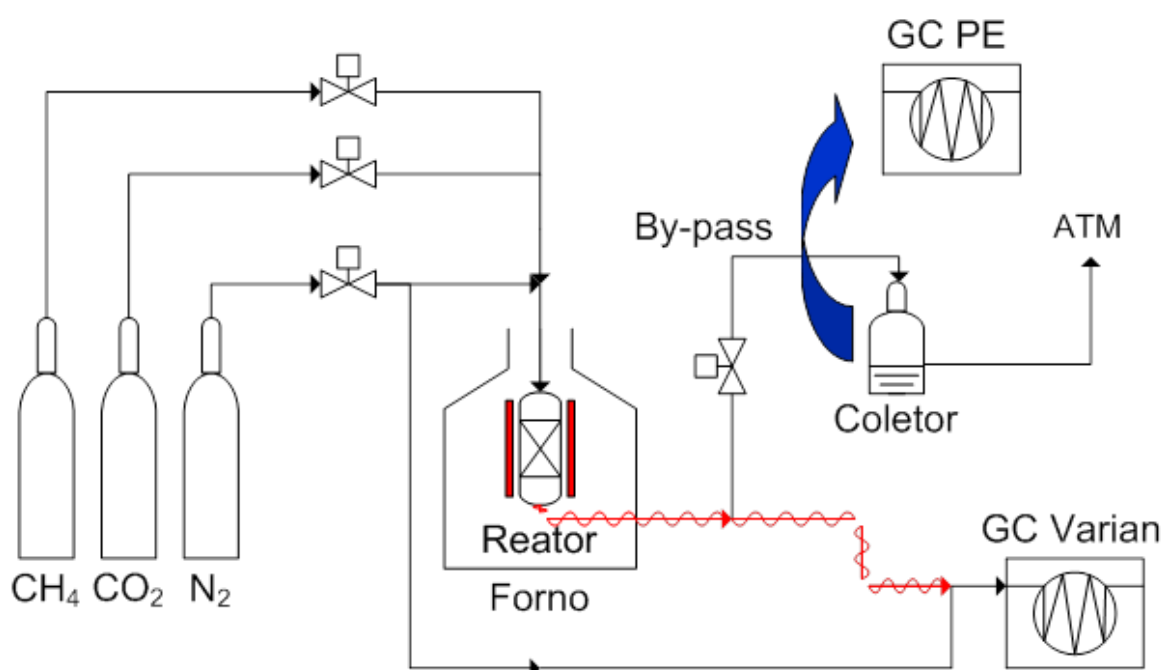 GC PE
By-pass
ATM
Coletor
Reator
Forno
GC Varian
CH₄ CO₂ N₂